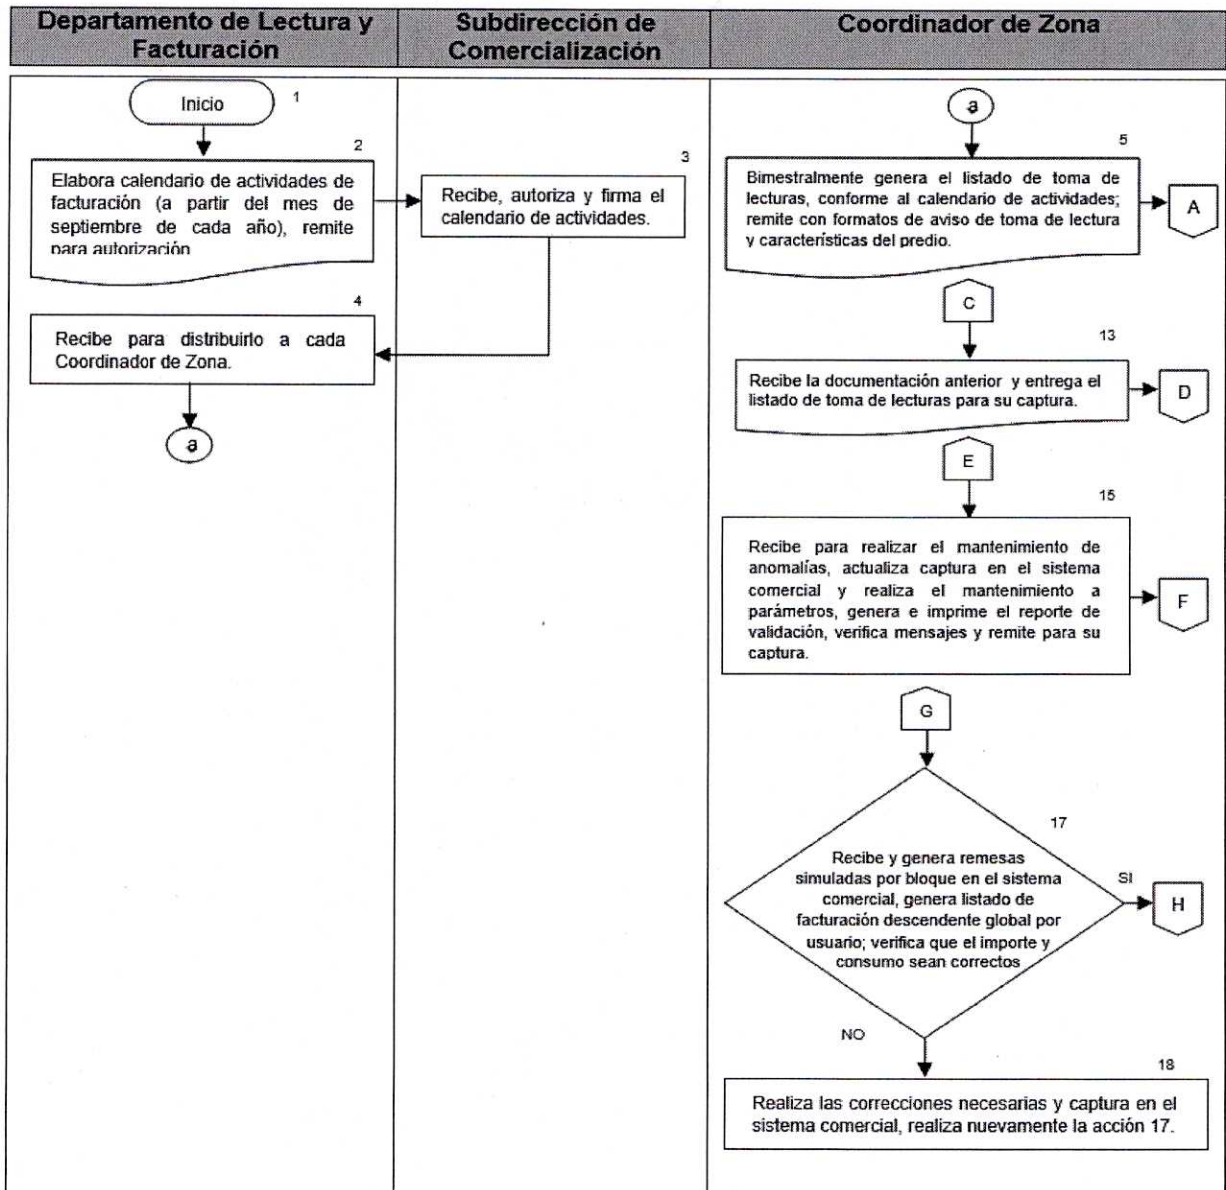 Departamento de Lectura y
Facturación
Subdirección de
Comercialización
Coordinador de Zona
Inicio
1
2
Elabora calendario de actividades de
facturación (a partir del mes de
septiembre de cada año), remite
para autorización
3
Recibe, autoriza y firma el
calendario de actividades.
4
Recibe para distribuirlo a cada
Coordinador de Zona.
a
a
5
Bimestralmente genera el listado de toma de
lecturas, conforme al calendario de actividades;
remite con formatos de aviso de toma de lectura
y características del predio.
A
C
13
Recibe la documentación anterior y entrega el
listado de toma de lecturas para su captura.
D
E
15
Recibe para realizar el mantenimiento de
anomalías, actualiza captura en el sistema
comercial y realiza el mantenimiento a
parámetros, genera e imprime el reporte de
validación, verifica mensajes y remite para su
captura.
F
G
17
Recibe y genera remesas
simuladas por bloque en el sistema
comercial, genera listado de
facturación descendente global por
usuario; verifica que el importe y
consumo sean correctos
SI
H
NO
18
Realiza las correcciones necesarias y captura en el
sistema comercial, realiza nuevamente la acción 17.